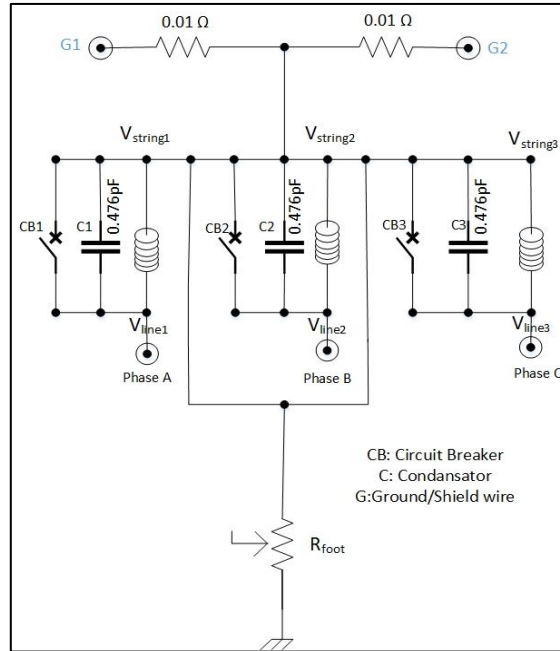 0.01 Ω
0.01 Ω
G1
G2
Vstring1
Vstring2
Vstring3
CB1
C1
0.476pF
CB2
C2
0.476pF
CB3
C3
0.476pF
Vline1
Vline2
Vline3
Phase A
Phase B
Phase C
CB: Circuit Breaker
C: Condansator
G:Ground/Shield wire
Rfoot